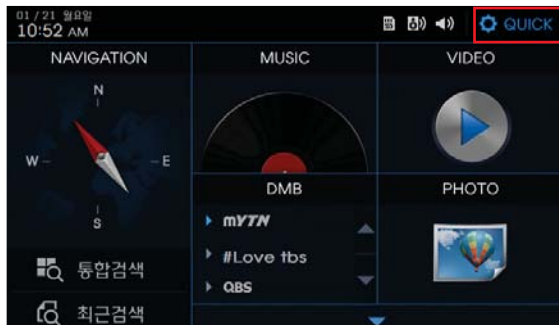 01 / 21 월요일
10:52 AM
QUICK
NAVIGATION
N
W
E
S
통합검색
최근검색
MUSIC
VIDEO
DMB
mYTN
#Love tbs
QBS
PHOTO